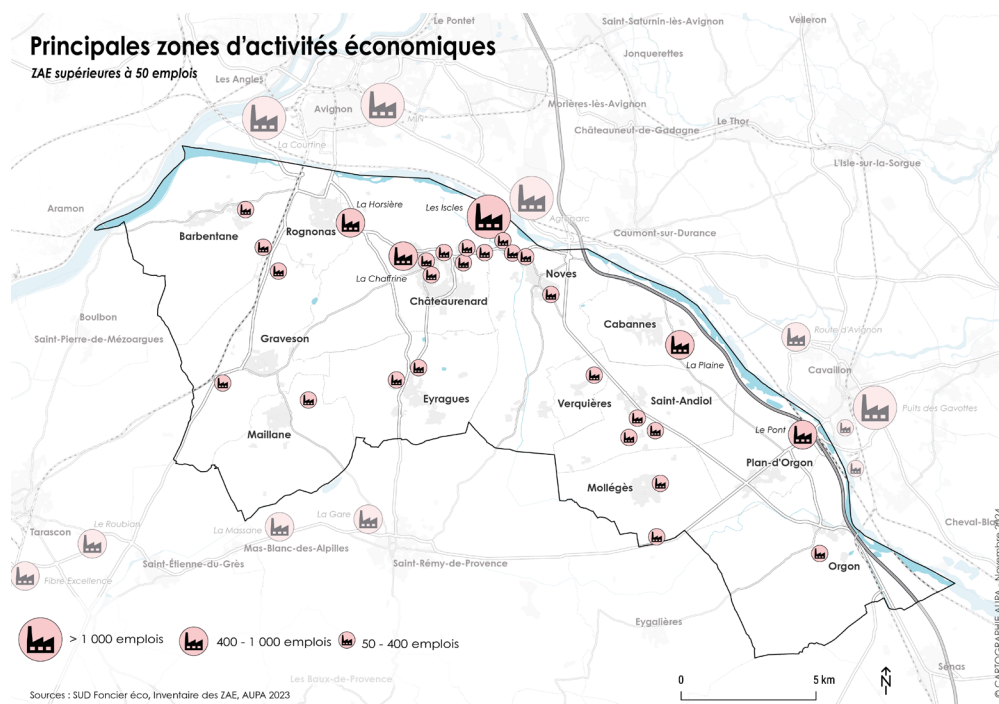 Principales zones d'activités économiques
ZAE supérieures à 50 emplois
Le Pontet
Saint-Saturnin-lès-Avignon
Velleron
Jonquerettes
Les Angles
Avignon
MIN
Morières-lès-Avignon
Le Thor
Châteauneuf-de-Gadagne
La Courtine
L'Isle-sur-la-Sorgue
Aramon
La Horsière
Les Iscles
Agroparc
Barbentane
Rognonas
Caumont-sur-Durance
La Chaffrine
Noves
Châteaurenard
Boulbon
Saint-Pierre-de-Mézoargues
Graveson
Cabannes
Route d'Avignon
La Plaine
Cavaillon
Eyragues
Verquières
Saint-Andiol
Puits des Gavottes
Maillane
Le Pont
Plan-d'Orgon
Mollégès
La Gare
Le Roubian
La Massane
Tarascon
Cheval-Bla
Mas-Blanc-des-Alpilles
Saint-Étienne-du-Grès
Saint-Rémy-de-Provence
Orgon
Fibre Excellence
Eygalières
> 1 000 emplois
400 - 1 000 emplois
50 - 400 emplois
Sénas
Les Baux-de-Provence
Sources : SUD Foncier éco, Inventaire des ZAE, AUPA 2023
0
5 km
N
© CARTOGRAPHIE AUPA - Novembre 2024